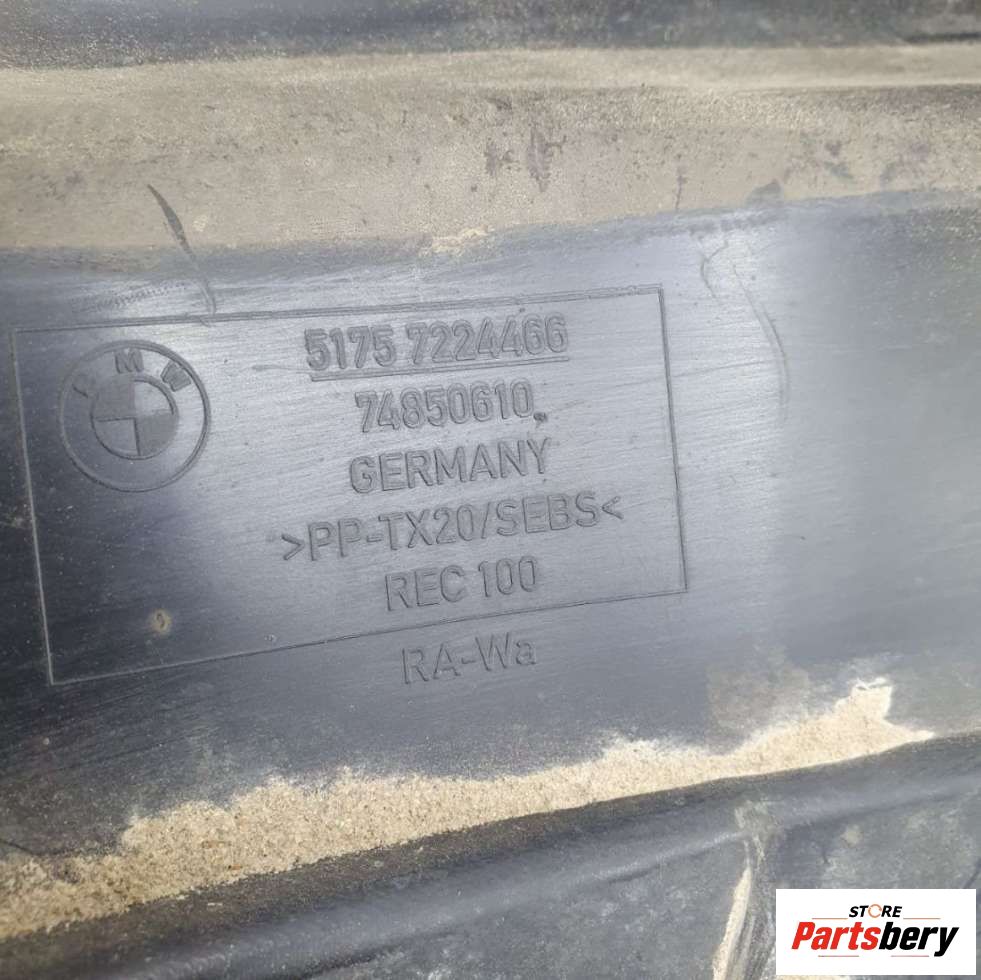 BMW
5175 7224466
74850610
GERMANY
>PP-TX20/SEBS<
REC 100
RA-Wa
STORE
Partsbery